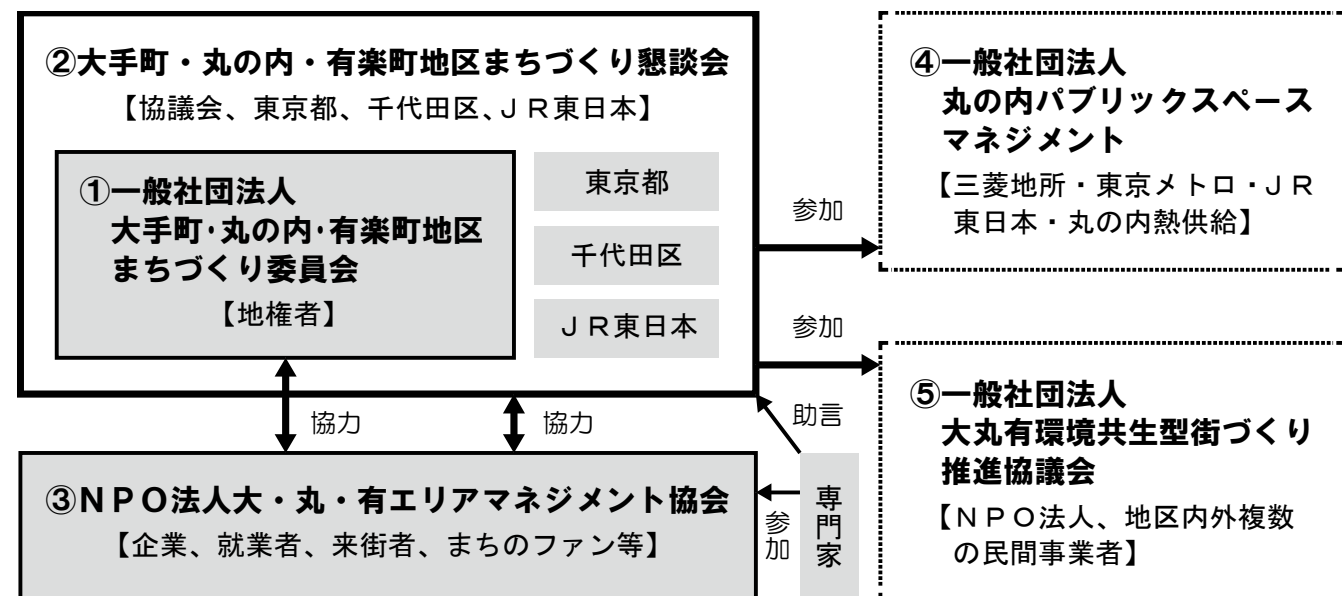 ②大手町・丸の内・有楽町地区まちづくり懇談会
【協議会、東京都、千代田区、ＪＲ東日本】
①一般社団法人
大手町・丸の内・有楽町地区
まちづくり委員会
【地権者】
東京都
千代田区
ＪＲ東日本
協力
協力
③ＮＰＯ法人大・丸・有エリアマネジメント協会
【企業、就業者、来街者、まちのファン等】
参加
参加
助言
参加
専門家
④一般社団法人
丸の内パブリックスペース
マネジメント
【三菱地所・東京メトロ・ＪＲ
東日本・丸の内熱供給】
⑤一般社団法人
大丸有環境共生型街づくり
推進協議会
【ＮＰＯ法人、地区内外複数
の民間事業者】